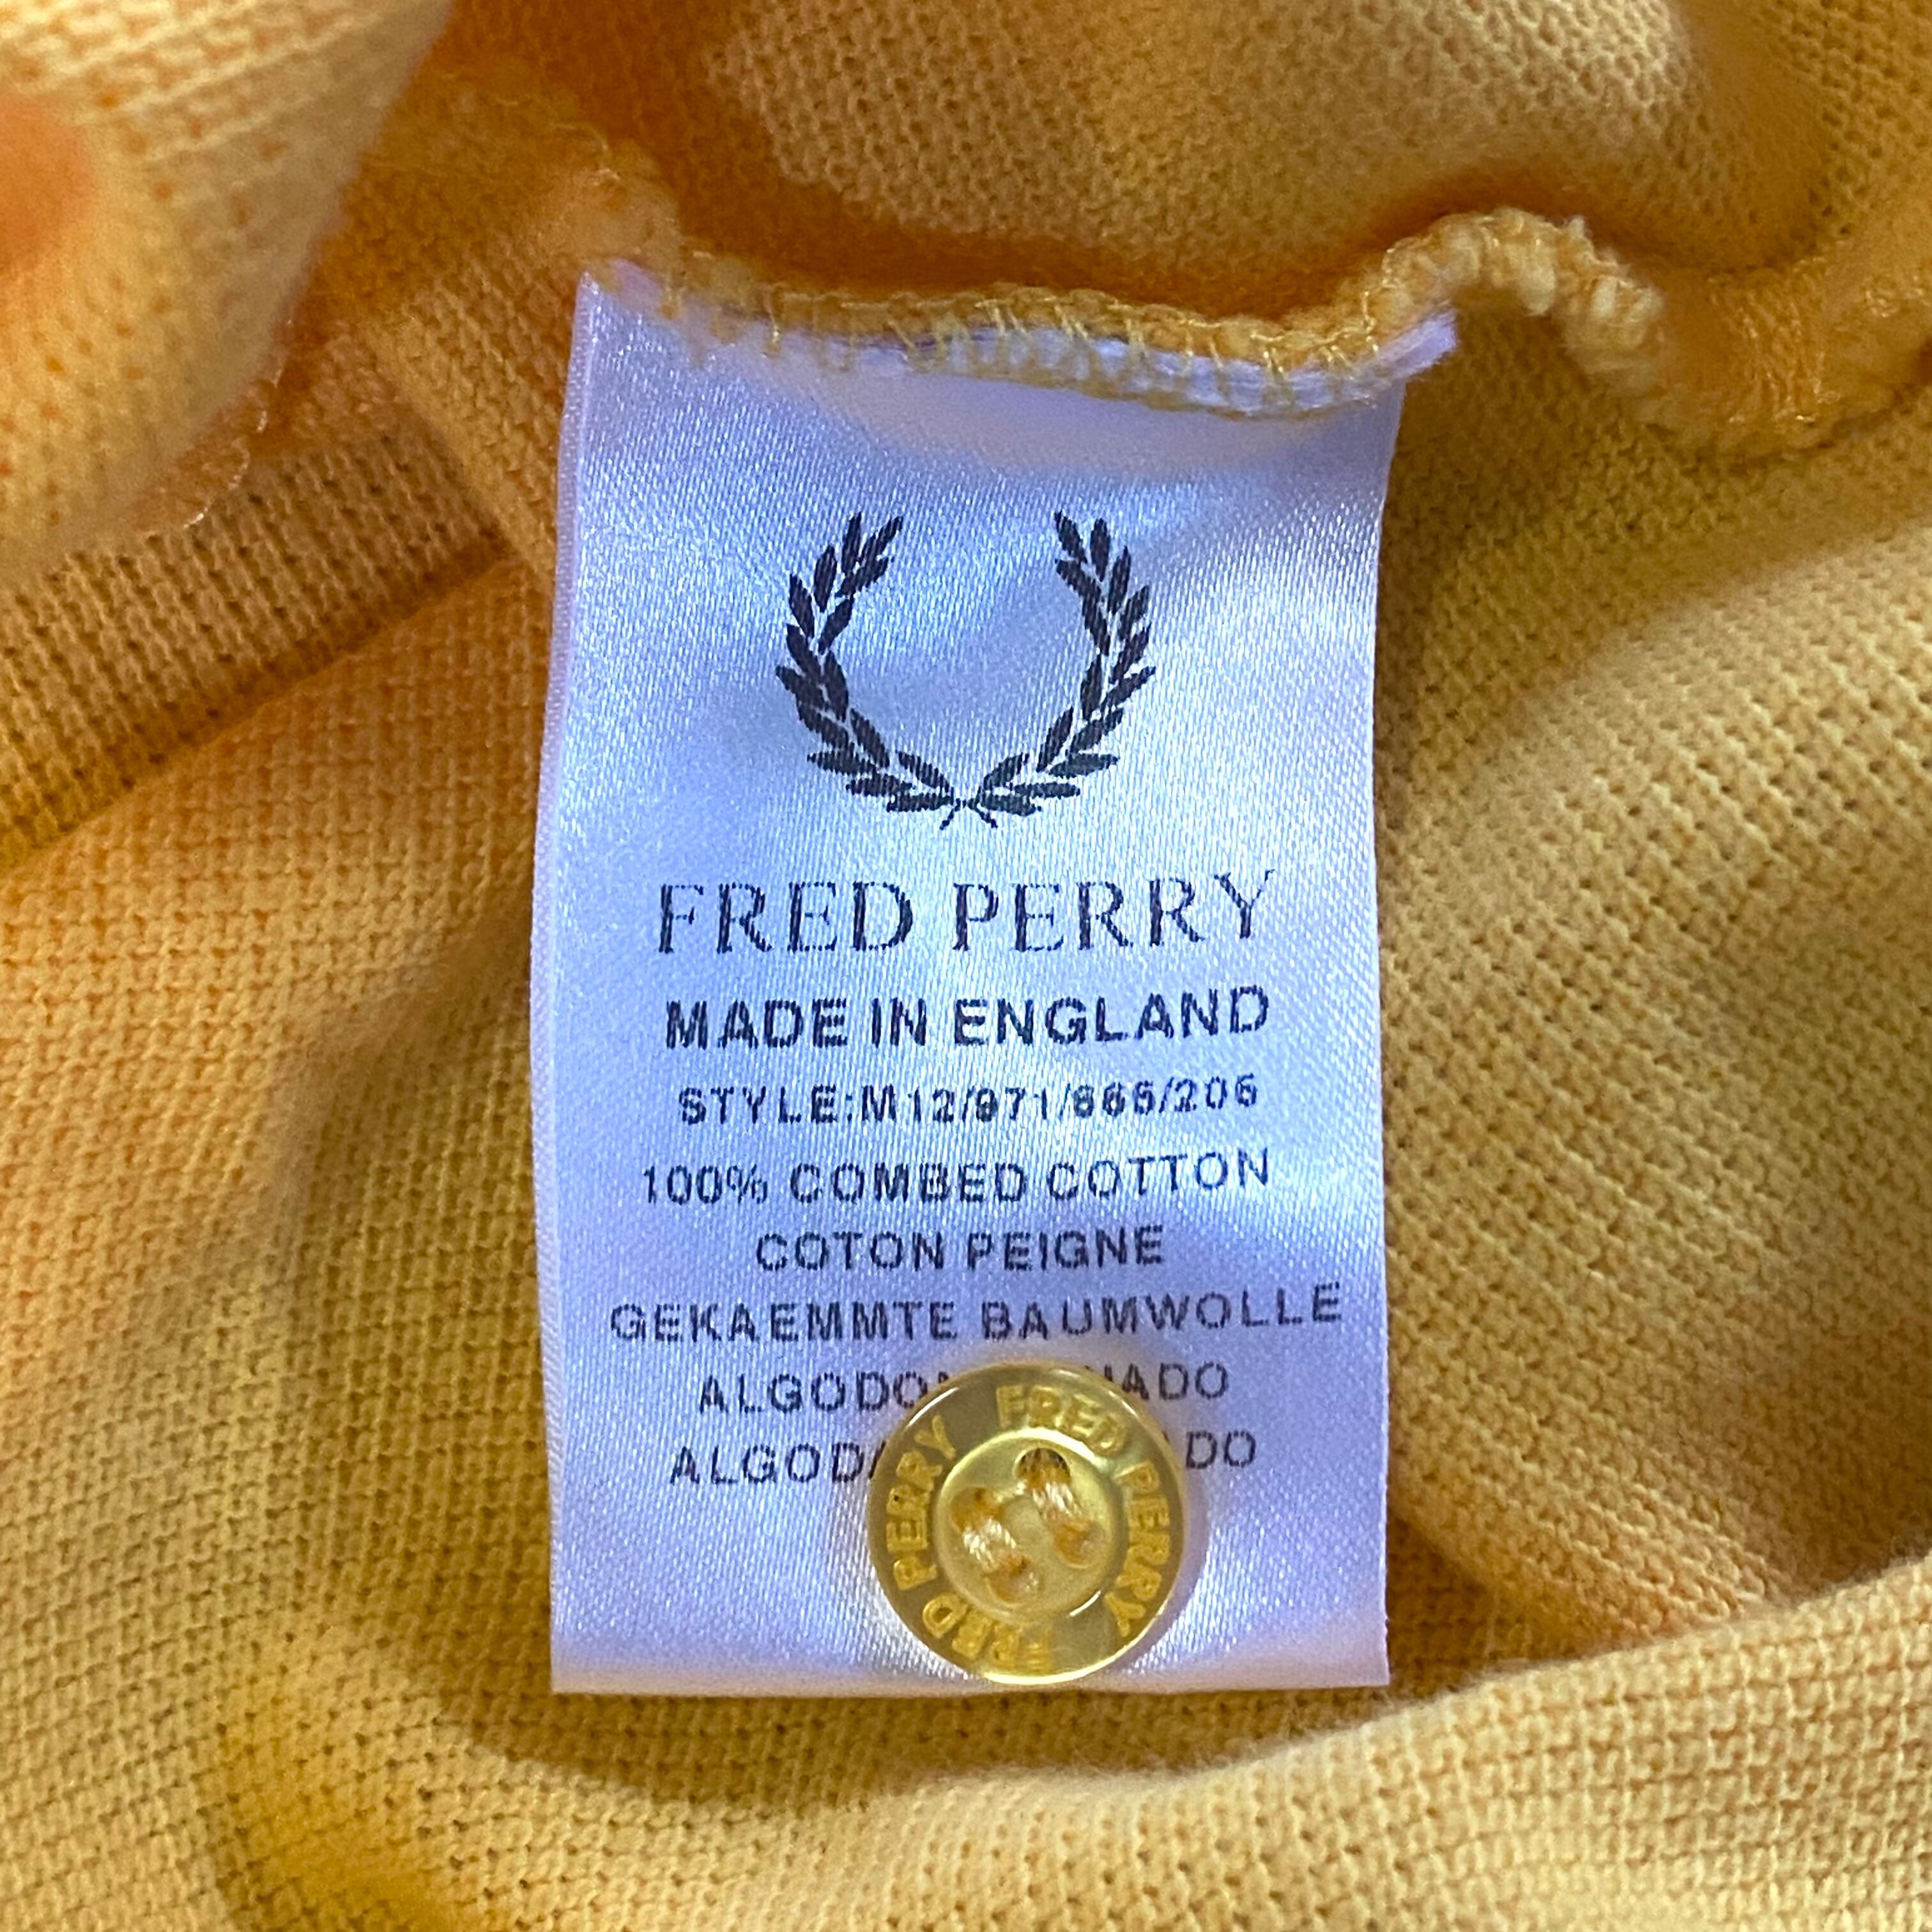 FRED PERRY
MADE IN ENGLAND
STYLE:M12/971/666/206
100% COMBED COTTON
COTON PEIGNE
GEKAEMMTE BAUMWOLLE
FRED PERRY FRED PERRY